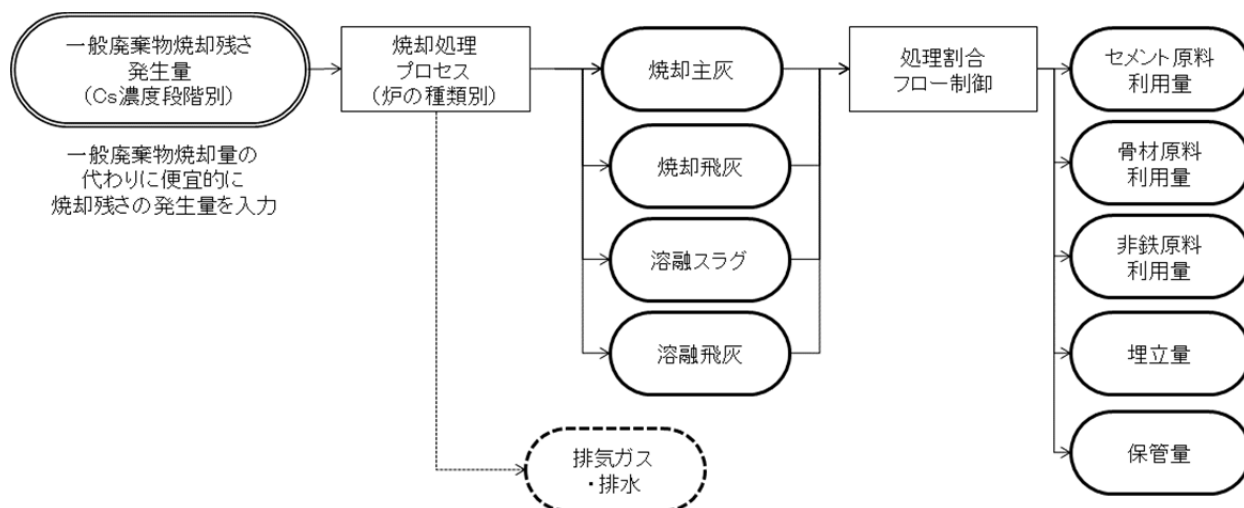 一般廃棄物焼却残さ
発生量
(Cs濃度段階別)
一般廃棄物焼却量の
代わりに便宜的に
焼却残さの発生量を入力
焼却処理
プロセス
(炉の種類別)
焼却主灰
焼却飛灰
溶融スラグ
溶融飛灰
排気ガス
・排水
処理割合
フロー制御
セメント原料
利用量
骨材原料
利用量
非鉄原料
利用量
埋立量
保管量